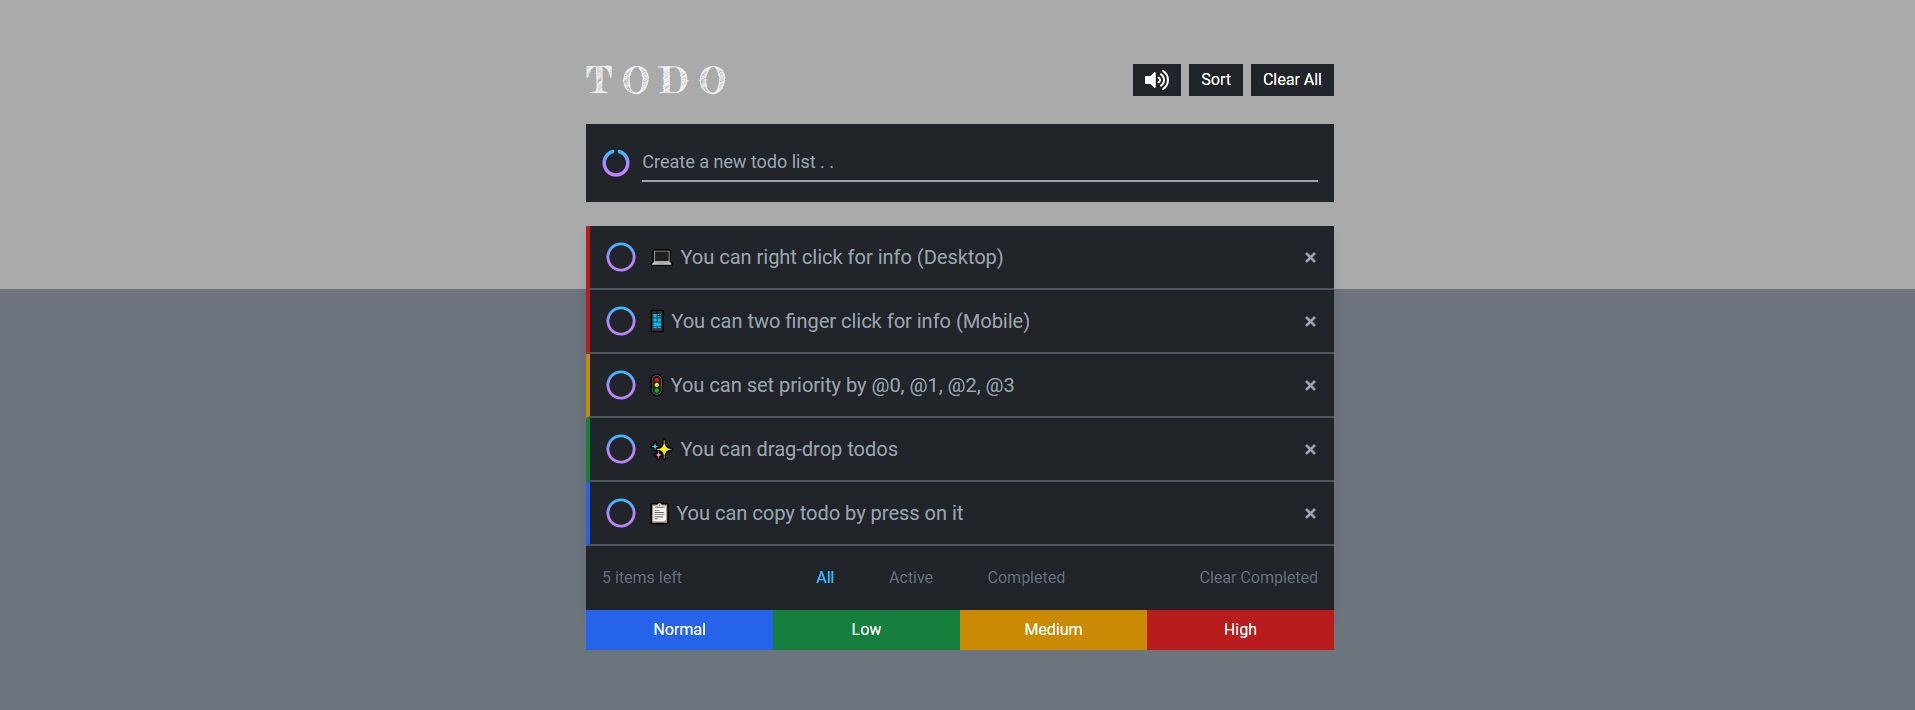 TODO
Sort
Clear All
Create a new todo list . .
You can right click for info (Desktop)
You can two finger click for info (Mobile)
You can set priority by @0, @1, @2, @3
You can drag-drop todos
You can copy todo by press on it
5 items left
All
Active
Completed
Clear Completed
Normal
Low
Medium
High